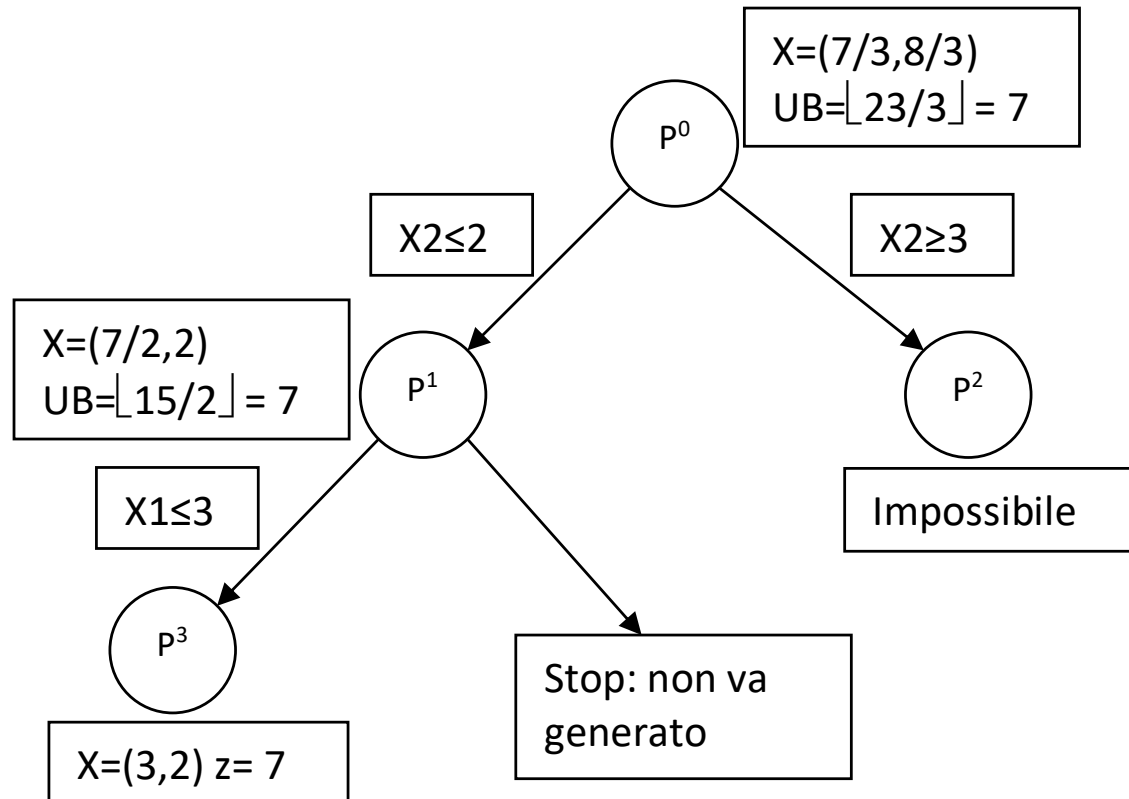 X=(7/3,8/3)
UB=⌊23/3⌋ = 7
P⁰
X2≤2
X2≥3
X=(7/2,2)
UB=⌊15/2⌋ = 7
P¹
P²
X1≤3
Impossibile
P³
Stop: non va
generato
X=(3,2) z= 7